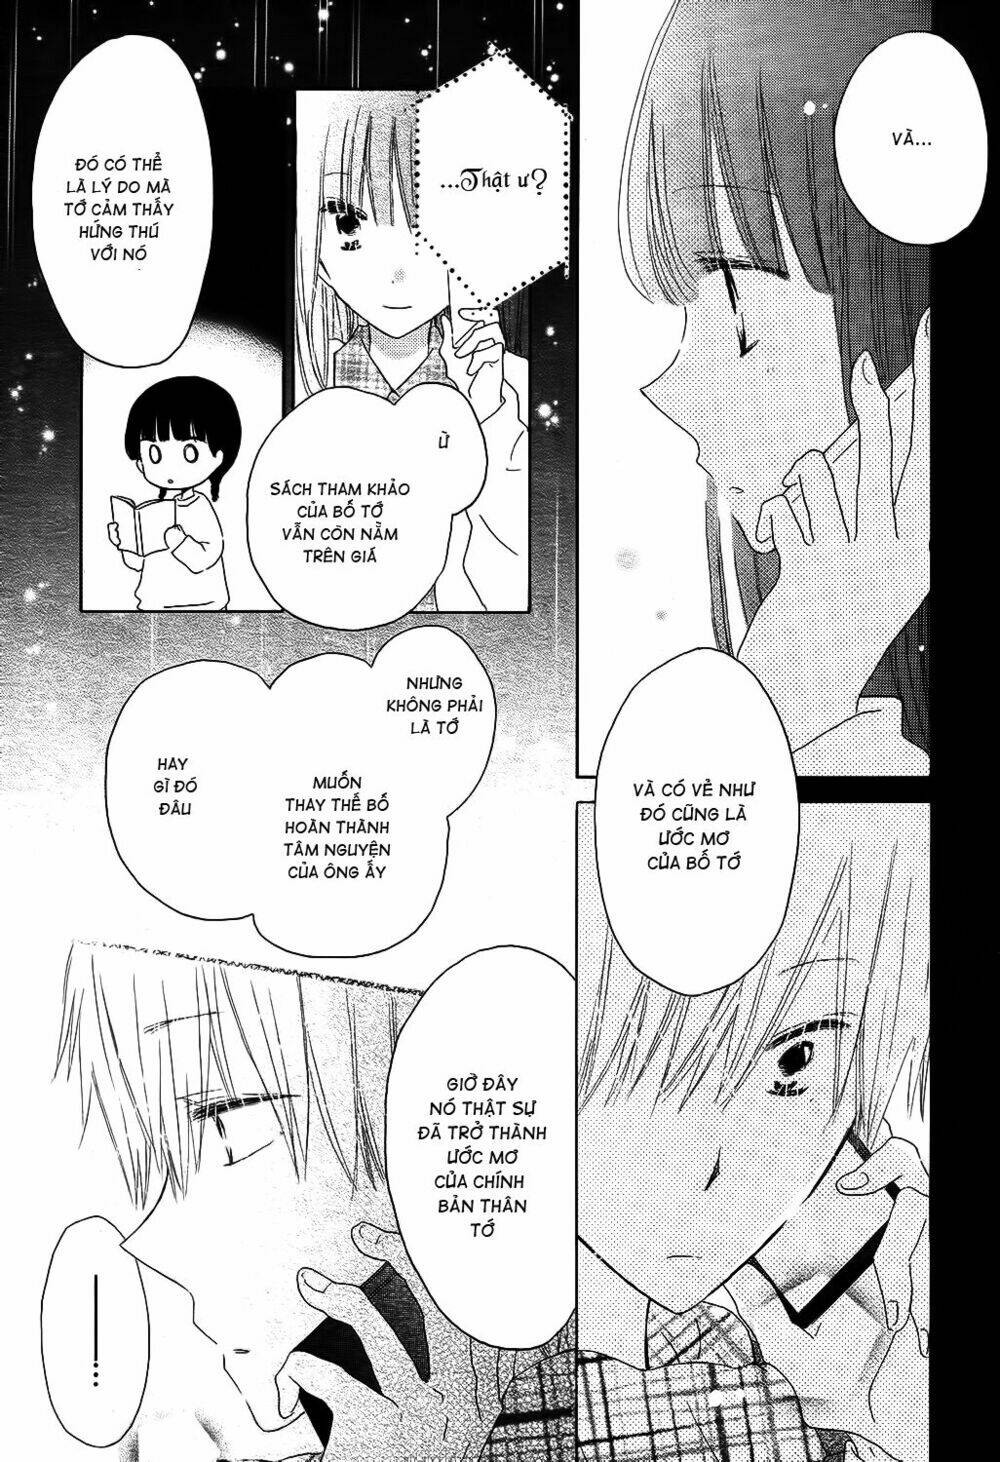 VÀ...
VÀ CÓ VẺ NHƯ
ĐÓ CŨNG LÀ
ƯỚC MƠ
CỦA BỐ TỚ
...Thật ư?
Ừ
SÁCH THAM KHẢO
CỦA BỐ TỚ
VẪN CÒN NẰM
TRÊN GIÁ
ĐÓ CÓ THỂ
LÀ LÝ DO MÀ
TỚ CẢM THẤY
HỨNG THÚ
VỚI NÓ
NHƯNG
KHÔNG PHẢI
LÀ TỚ
MUỐN
THAY THẾ BỐ
HOÀN THÀNH
TÂM NGUYỆN
CỦA ÔNG ẤY
HAY
GÌ ĐÓ
ĐÂU
GIỜ ĐÂY
NÓ THẬT SỰ
ĐÃ TRỞ THÀNH
ƯỚC MƠ
CỦA CHÍNH
BẢN THÂN
TỚ